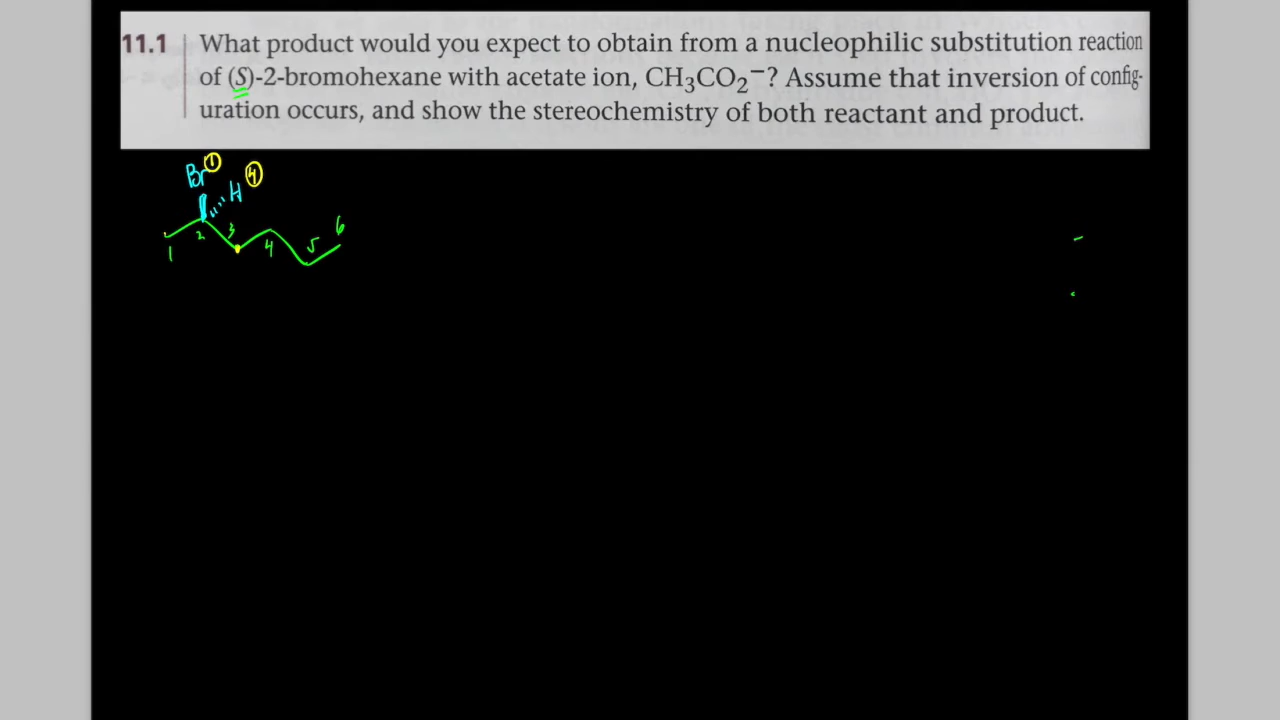 11.1 What product would you expect to obtain from a nucleophilic substitution reaction
of (S)-2-bromohexane with acetate ion, CH₃CO₂⁻? Assume that inversion of config-
uration occurs, and show the stereochemistry of both reactant and product.
Br ① H ④
1 2 3 4 5 6